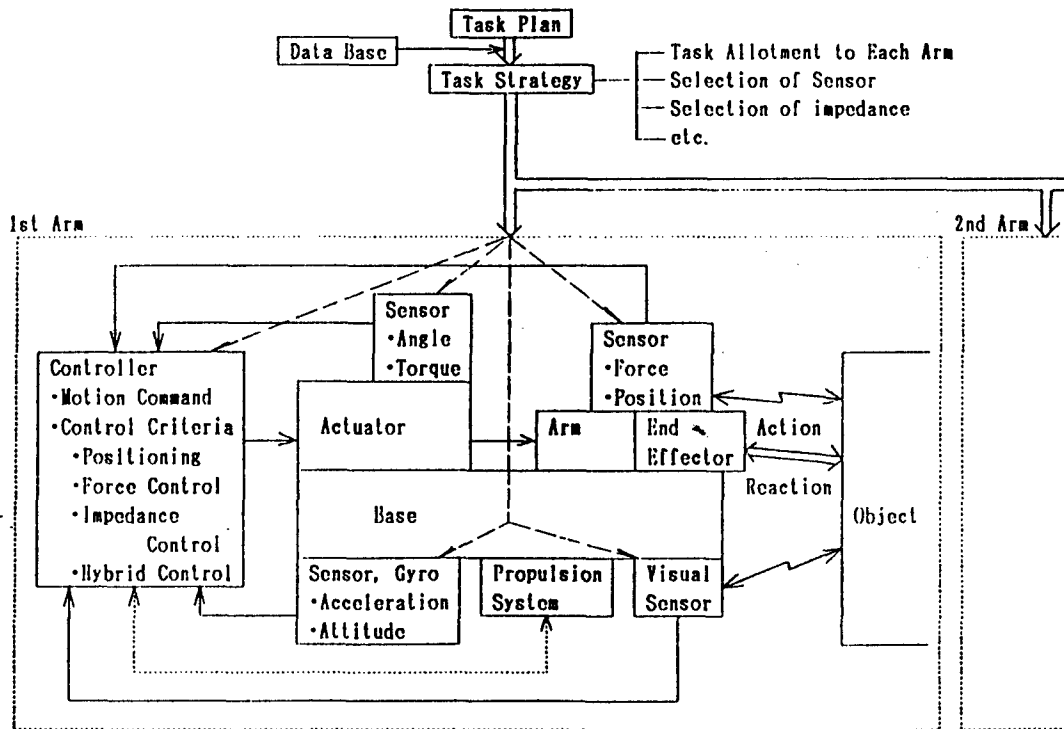 Task Plan
Data Base
Task Strategy
Task Allotment to Each Arm
Selection of Sensor
Selection of impedance
etc.
1st Arm
2nd Arm
Sensor
•Angle
•Torque
Sensor
•Force
•Position
Controller
•Motion Command
•Control Criteria
•Positioning
•Force Control
•Impedance
Control
•Hybrid Control
Actuator
Arm
End
Effector
Action
Reaction
Object
Base
Sensor, Gyro
•Acceleration
•Attitude
Propulsion
System
Visual
Sensor